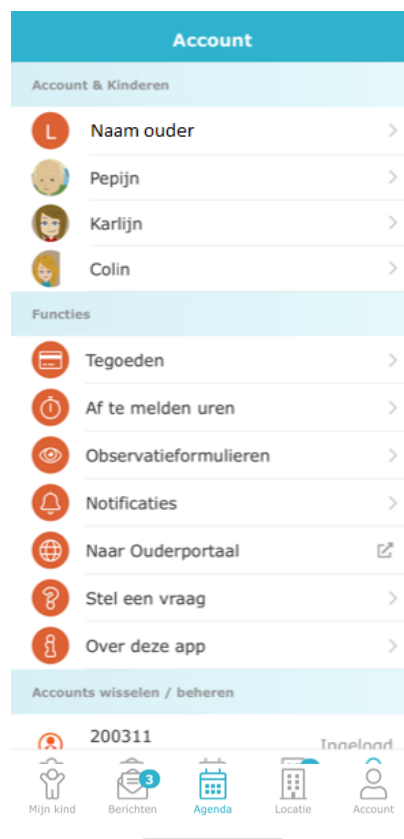 Account
Account & Kinderen
L
Naam ouder
Pepijn
Karlijn
Colin
Functies
Tegoeden
Af te melden uren
Observatieformulieren
Notificaties
Naar Ouderportaal
Stel een vraag
Over deze app
Accounts wisselen / beheren
200311
Ingelogd
3
Mijn kind Berichten Agenda Locatie Account